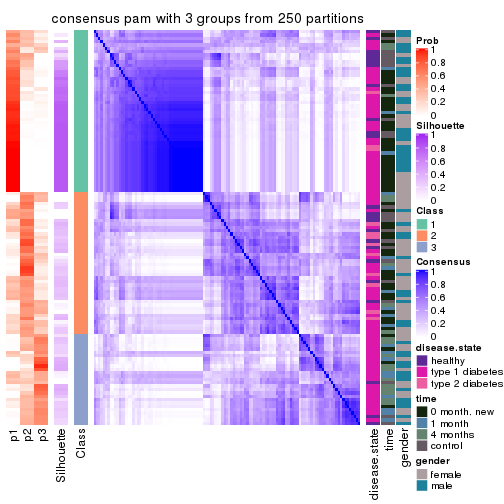 consensus pam with 3 groups from 250 partitions
Prob
1
0.8
0.6
0.4
0.2
0
Silhouette
1
0.8
0.6
0.4
0.2
0
Class
1
2
3
Consensus
1
0.8
0.6
0.4
0.2
0
disease.state
healthy
type 1 diabetes
type 2 diabetes
time
0 month, new
1 month
4 months
control
gender
female
male
p1
p2
p3
Silhouette
Class
disease.state
time
gender